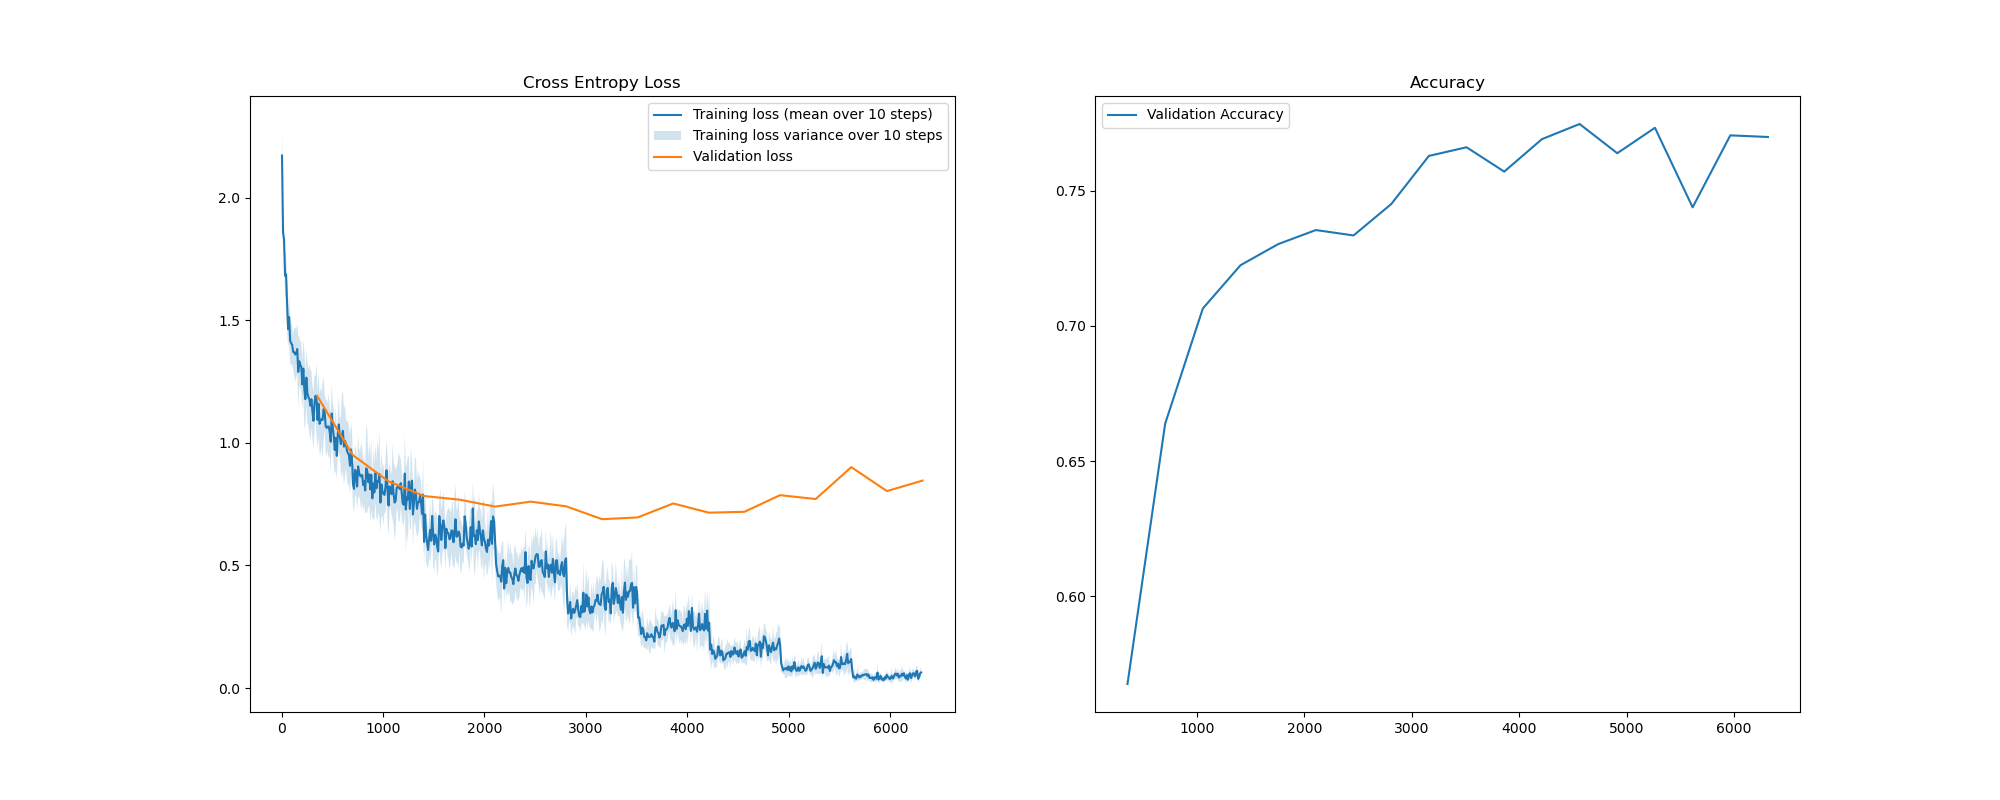 Cross Entropy Loss
Training loss (mean over 10 steps)
Training loss variance over 10 steps
Validation loss
2.0
1.5
1.0
0.5
0.0
0 1000 2000 3000 4000 5000 6000
Accuracy
Validation Accuracy
0.75
0.70
0.65
0.60
1000 2000 3000 4000 5000 6000